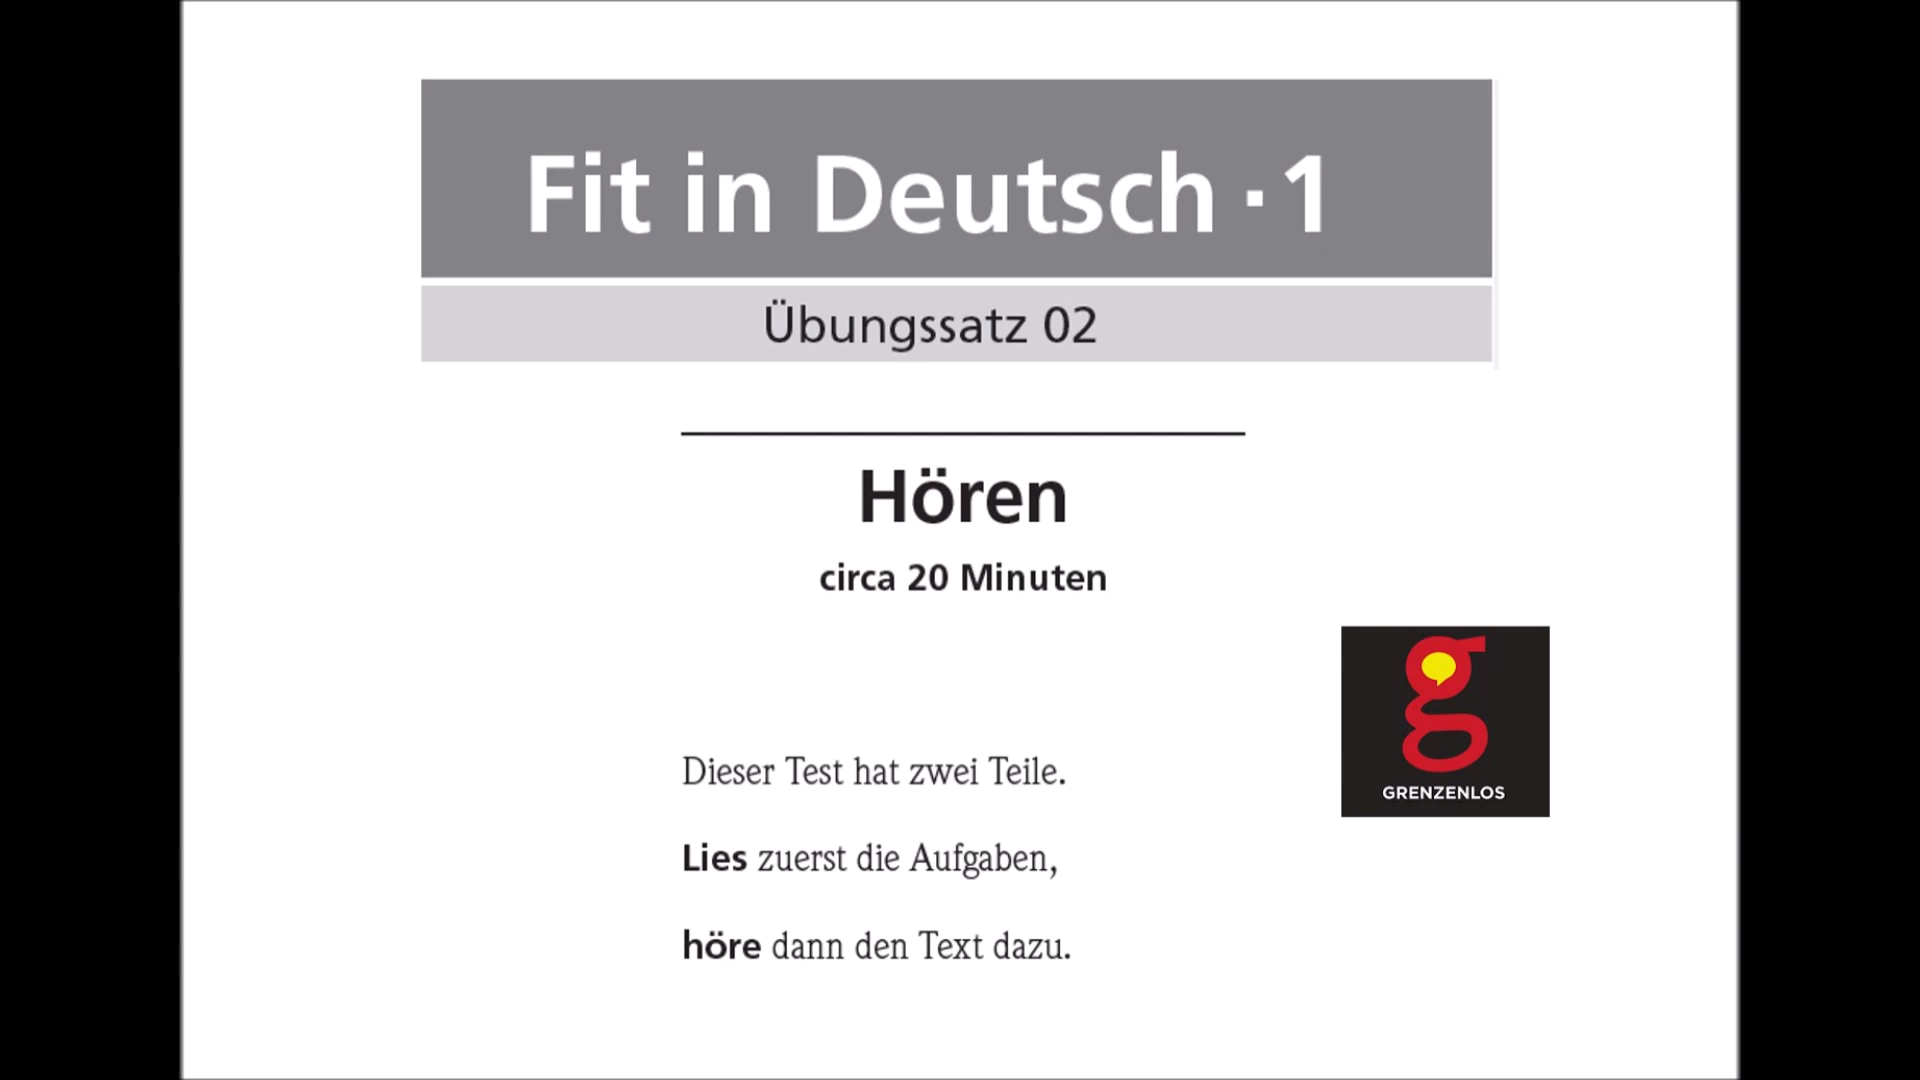 Fit in Deutsch · 1
Übungssatz 02
Hören
circa 20 Minuten
g
GRENZENLOS
Dieser Test hat zwei Teile.
Lies zuerst die Aufgaben,
höre dann den Text dazu.